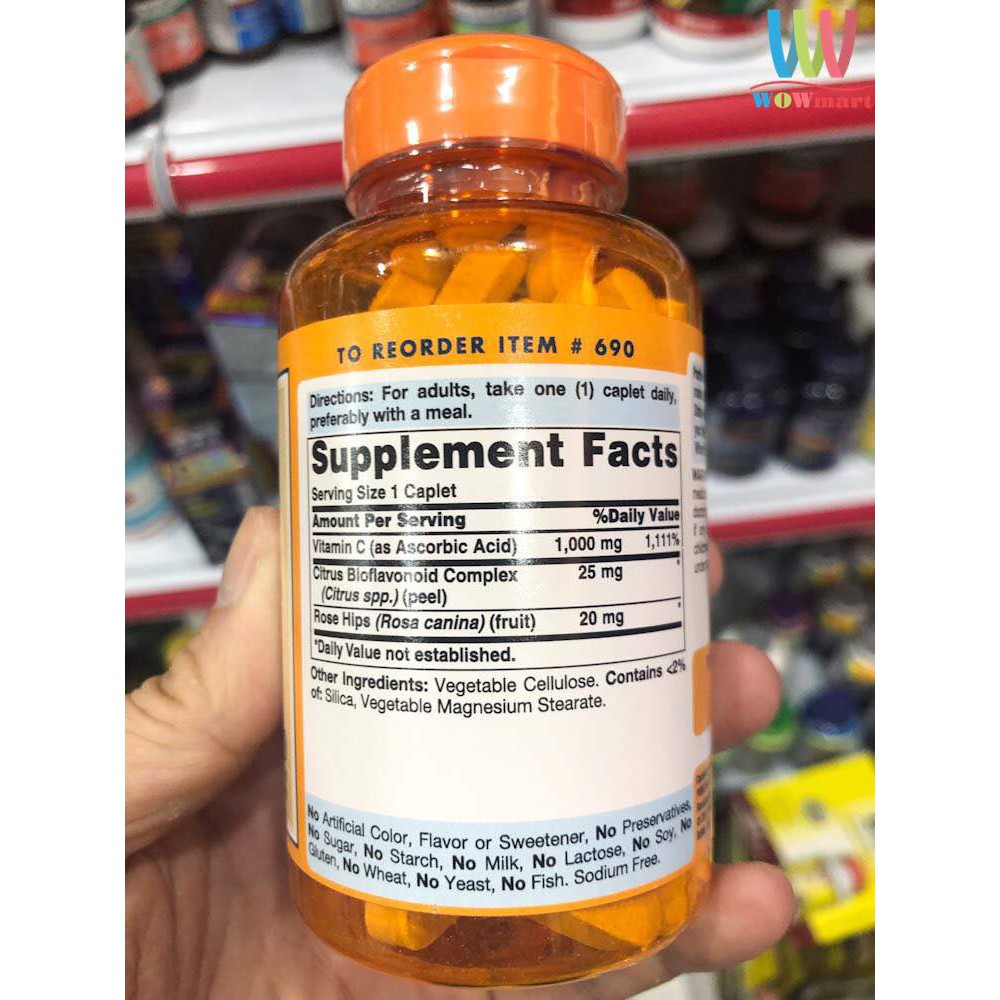 WOWmart
TO REORDER ITEM # 690
Directions: For adults, take one (1) caplet daily,
preferably with a meal.
Supplement Facts
Serving Size 1 Caplet
Amount Per Serving %Daily Value
Vitamin C (as Ascorbic Acid) 1,000 mg 1,111%
Citrus Bioflavonoid Complex 25 mg *
(Citrus spp.) (peel)
Rose Hips (Rosa canina) (fruit) 20 mg *
*Daily Value not established.
Other Ingredients: Vegetable Cellulose. Contains <2%
of: Silica, Vegetable Magnesium Stearate.
No Artificial Color, Flavor or Sweetener, No Preservatives,
No Sugar, No Starch, No Milk, No Lactose, No Soy, No
Gluten, No Wheat, No Yeast, No Fish. Sodium Free.